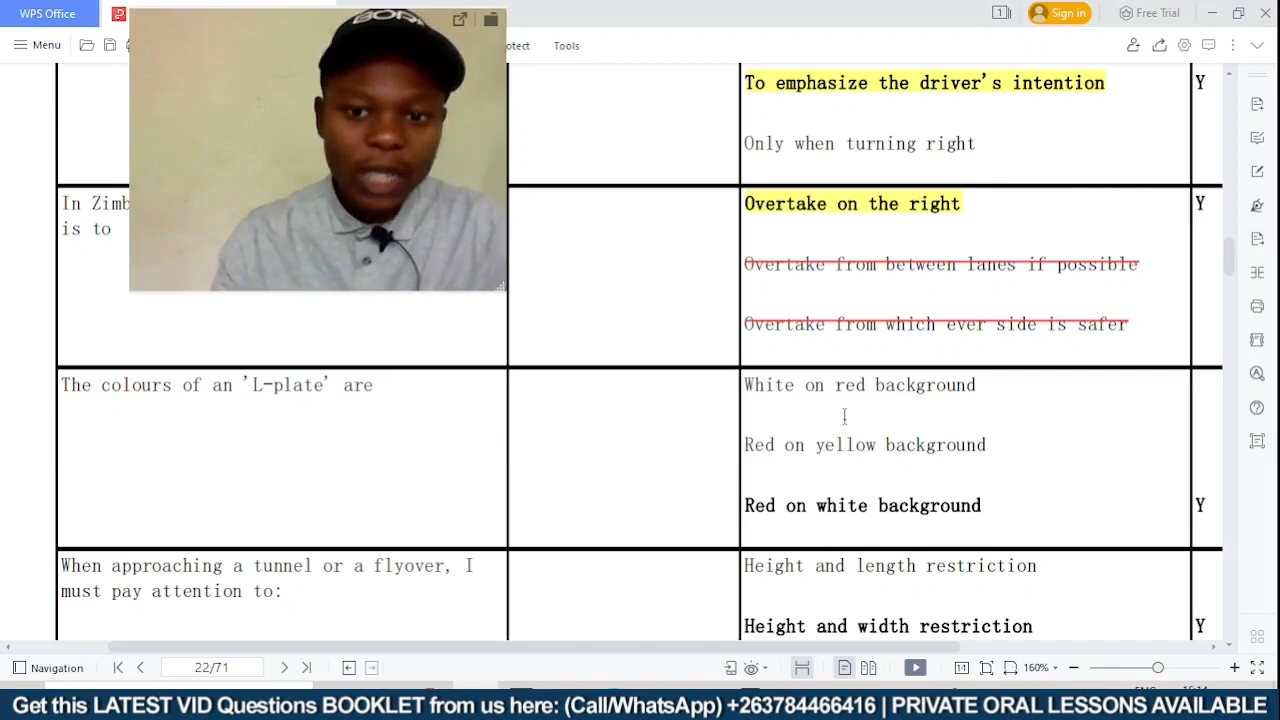 WPS Office
Sign in
Free Trial
Menu
otect
Tools
BORN
To emphasize the driver's intention
Y
Only when turning right
In Zimb
is to
Overtake on the right
Y
Overtake from between lanes if possible
Overtake from which ever side is safer
The colours of an 'L-plate' are
White on red background
Red on yellow background
Red on white background
Y
When approaching a tunnel or a flyover, I
must pay attention to:
Height and length restriction
Height and width restriction
Y
Navigation
22/71
160%
Get this LATEST VID Questions BOOKLET from us here: (Call/WhatsApp) +263784466416 | PRIVATE ORAL LESSONS AVAILABLE